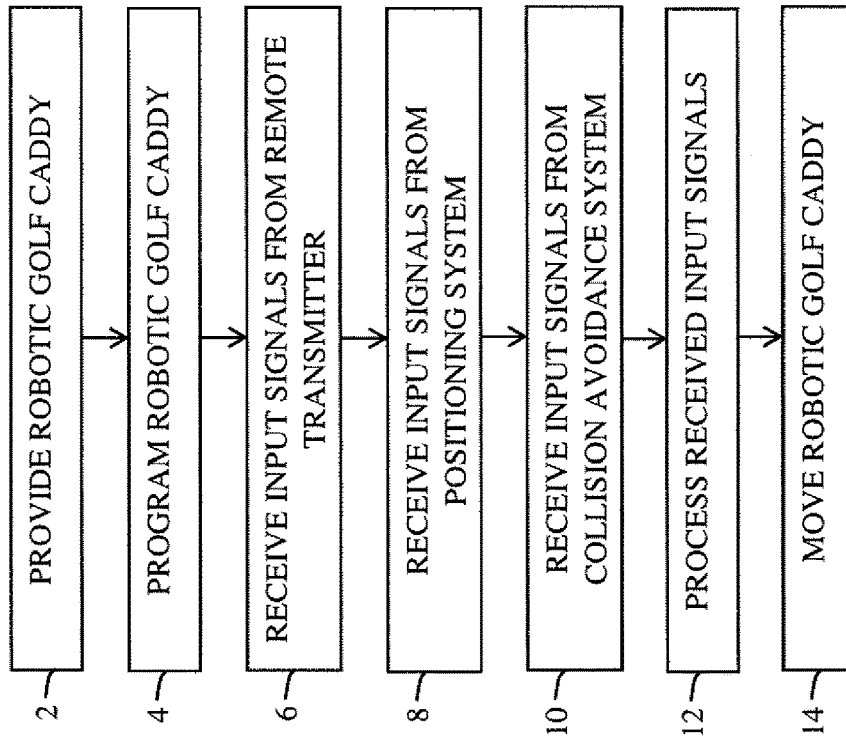 2
PROVIDE ROBOTIC GOLF CADDY
4
PROGRAM ROBOTIC GOLF CADDY
6
RECEIVE INPUT SIGNALS FROM REMOTE
TRANSMITTER
8
RECEIVE INPUT SIGNALS FROM
POSITIONING SYSTEM
10
RECEIVE INPUT SIGNALS FROM
COLLISION AVOIDANCE SYSTEM
12
PROCESS RECEIVED INPUT SIGNALS
14
MOVE ROBOTIC GOLF CADDY